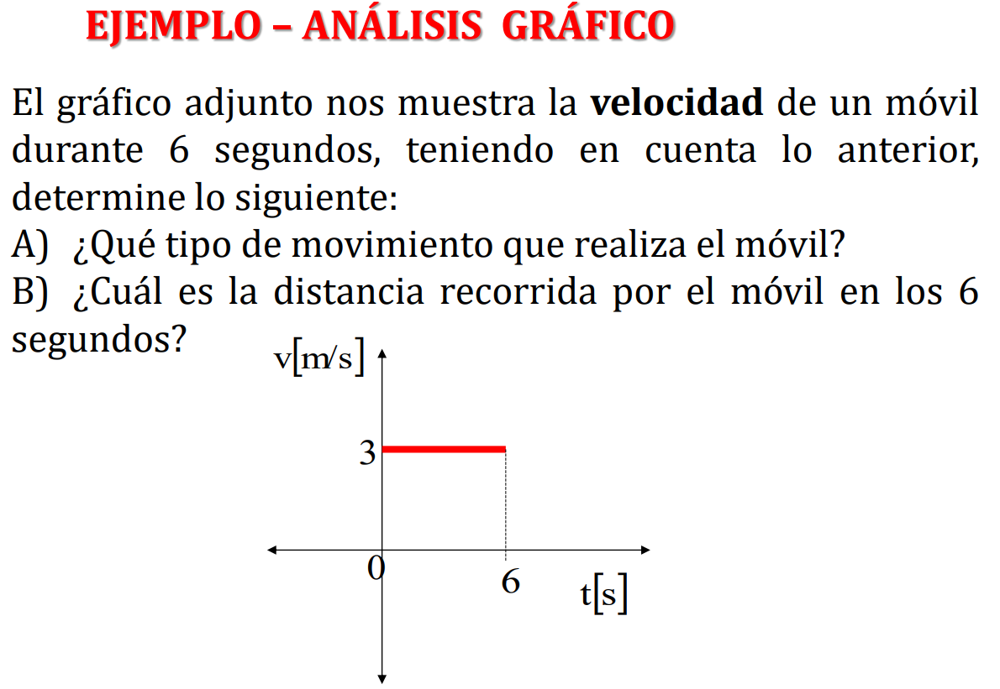 EJEMPLO – ANÁLISIS GRÁFICO
El gráfico adjunto nos muestra la velocidad de un móvil
durante 6 segundos, teniendo en cuenta lo anterior,
determine lo siguiente:
A) ¿Qué tipo de movimiento que realiza el móvil?
B) ¿Cuál es la distancia recorrida por el móvil en los 6
segundos?
v[m/s]
3
0
6
t[s]